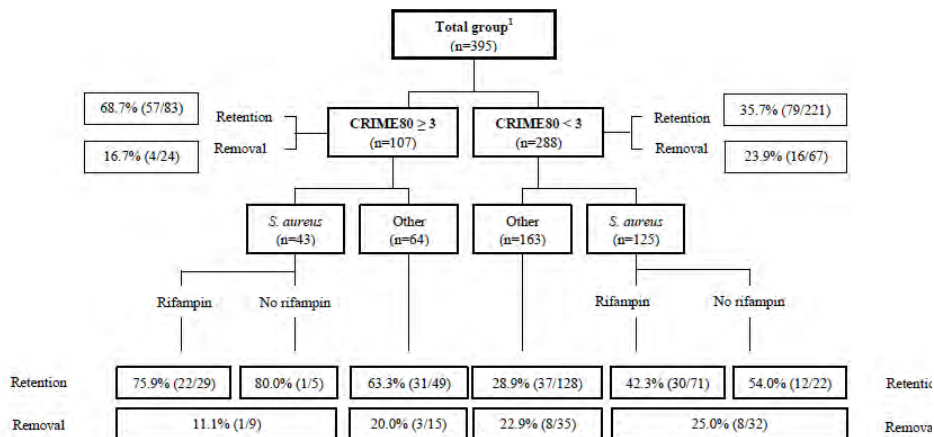 Total group¹
(n=395)
68.7% (57/83)
Retention
CRIME80 ≥ 3
(n=107)
CRIME80 < 3
(n=288)
Retention
35.7% (79/221)
16.7% (4/24)
Removal
Removal
23.9% (16/67)
S. aureus
(n=43)
Other
(n=64)
Other
(n=163)
S. aureus
(n=125)
Rifampin
No rifampin
Rifampin
No rifampin
Retention
75.9% (22/29)
80.0% (1/5)
63.3% (31/49)
28.9% (37/128)
42.3% (30/71)
54.0% (12/22)
Retentio
Removal
11.1% (1/9)
20.0% (3/15)
22.9% (8/35)
25.0% (8/32)
Remova